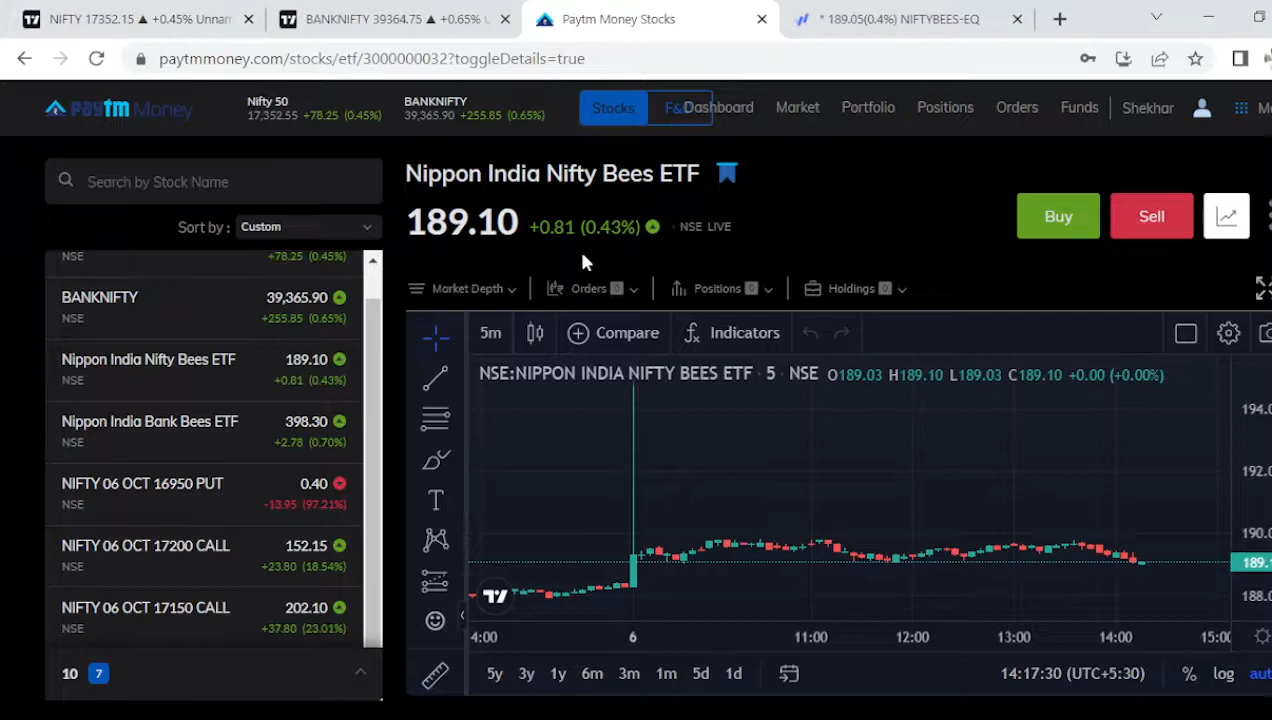 NIFTY 17352.15 ▲ +0.45% Unnam
BANKNIFTY 39364.75 ▲ +0.65% U
Paytm Money Stocks
* 189.05(0.4%) NIFTYBEES-EQ
paytmmoney.com/stocks/etf/3000000032?toggleDetails=true
paytm Money
Nifty 50
17,352.55 +78.25 (0.45%)
BANKNIFTY
39,365.90 +255.85 (0.65%)
Stocks
F&O
Dashboard
Market
Portfolio
Positions
Orders
Funds
Shekhar
Mo
Search by Stock Name
Sort by : Custom
NSE +78.25 (0.45%)
BANKNIFTY 39,365.90
NSE +255.85 (0.65%)
Nippon India Nifty Bees ETF 189.10
NSE +0.81 (0.43%)
Nippon India Bank Bees ETF 398.30
NSE +2.78 (0.70%)
NIFTY 06 OCT 16950 PUT 0.40
NSE -13.95 (97.21%)
NIFTY 06 OCT 17200 CALL 152.15
NSE +23.80 (18.54%)
NIFTY 06 OCT 17150 CALL 202.10
NSE +37.80 (23.01%)
10 7
Nippon India Nifty Bees ETF
189.10 +0.81 (0.43%) NSE LIVE
Buy
Sell
Market Depth
Orders 0
Positions 0
Holdings 0
5m
Compare
Indicators
NSE:NIPPON INDIA NIFTY BEES ETF · 5 · NSE O189.03 H189.10 L189.03 C189.10 +0.00 (+0.00%)
194.0
192.0
190.0
189.1
188.0
4:00 6 11:00 12:00 13:00 14:00 15:00
5y 3y 1y 6m 3m 1m 5d 1d
14:17:30 (UTC+5:30)
% log auto